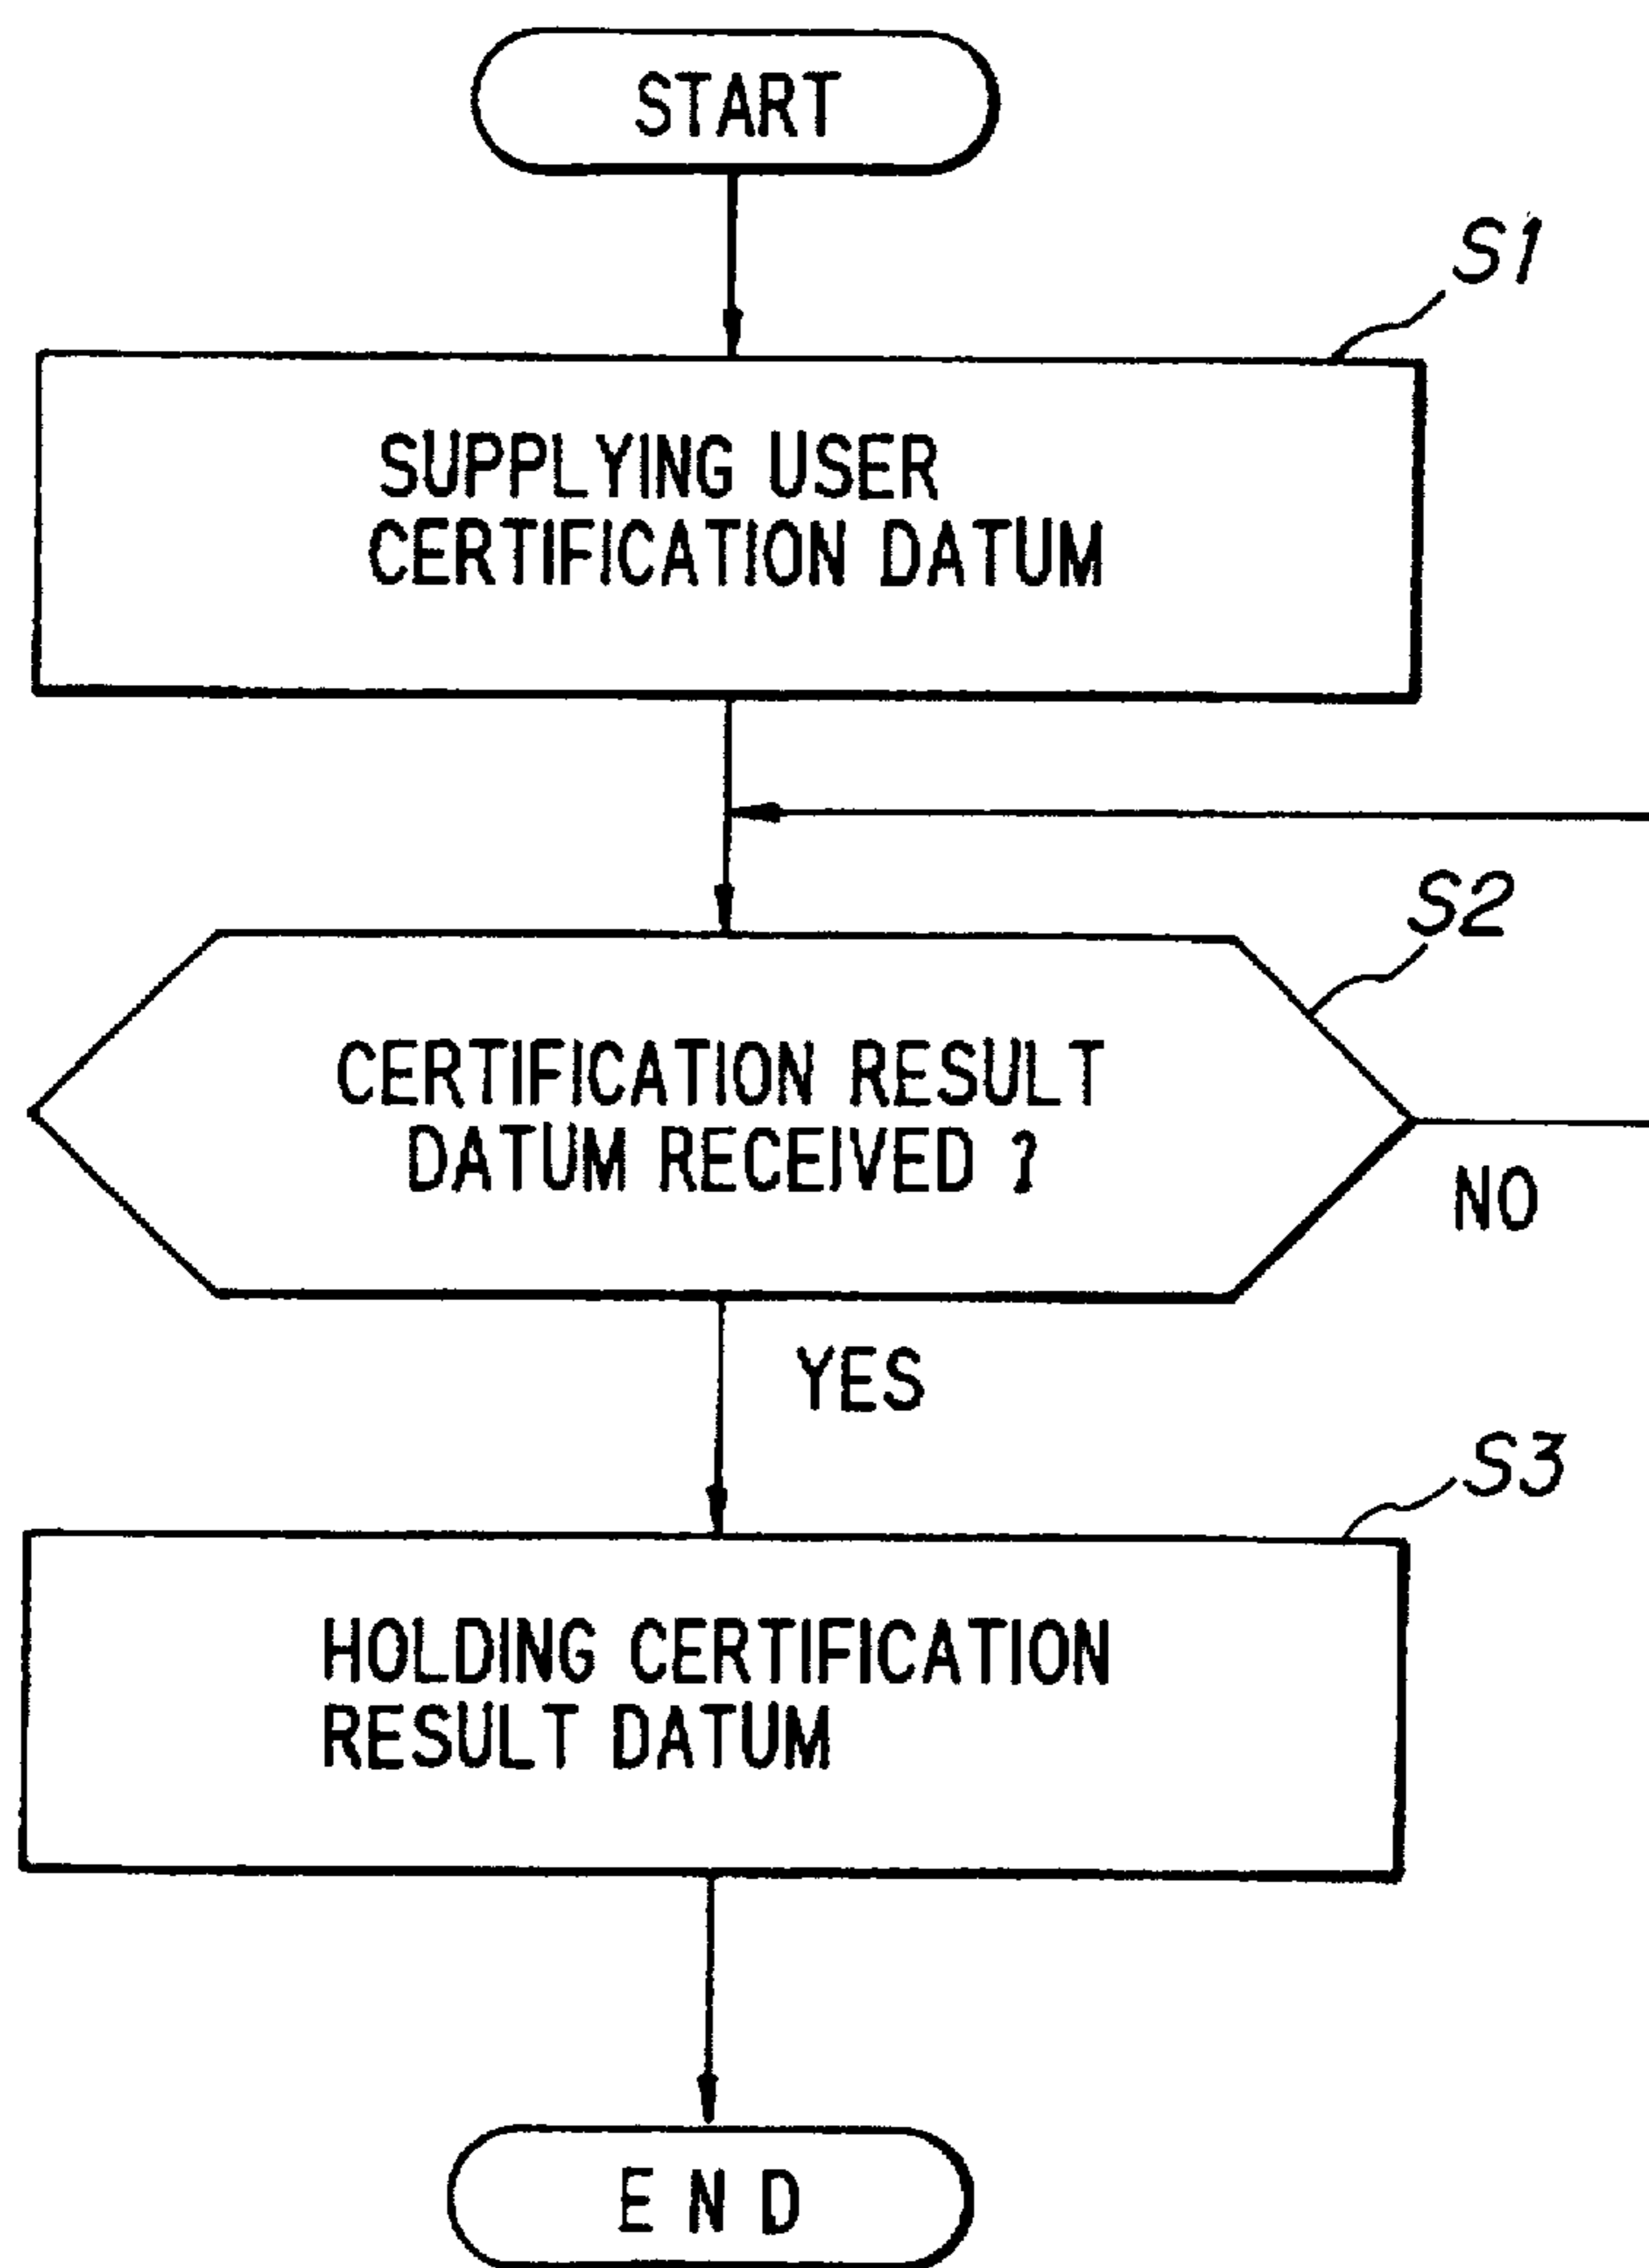 START
S1
SUPPLYING USER
CERTIFICATION DATUM
S2
CERTIFICATION RESULT
DATUM RECEIVED ?
NO
YES
S3
HOLDING CERTIFICATION
RESULT DATUM
END